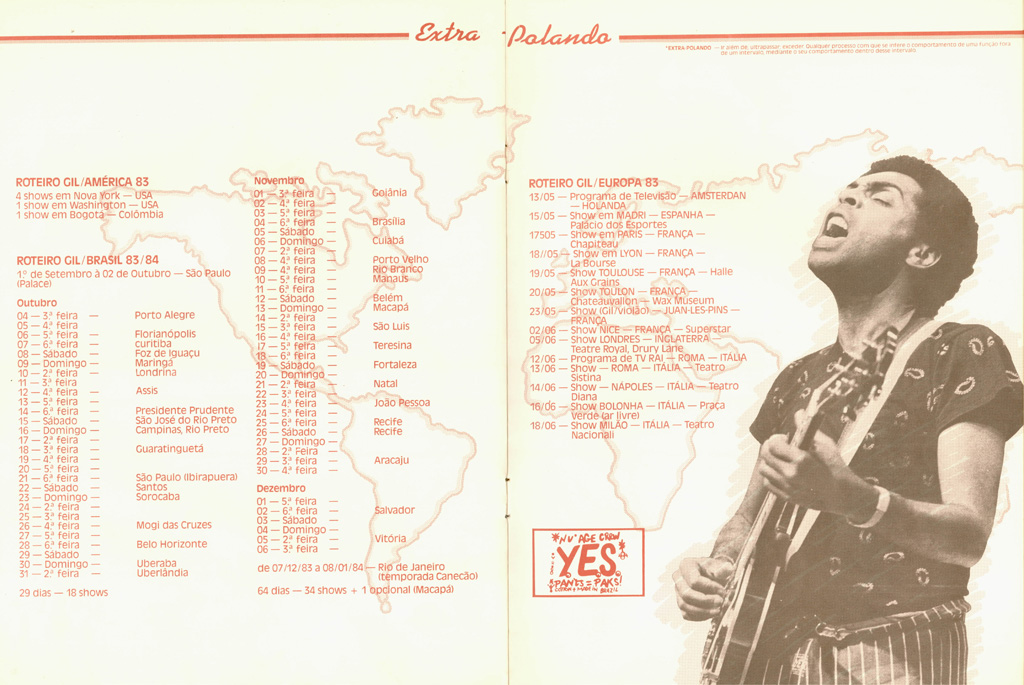 Extra Polando
*EXTRA POLANDO — Ir além de; ultrapassar, exceder. Qualquer processo com que se infere o comportamento de uma função fora
de um intervalo, mediante o seu comportamento dentro desse intervalo.
ROTEIRO GIL/AMÉRICA 83
4 shows em Nova York — USA
1 show em Washington — USA
1 show em Bogotá — Colômbia
ROTEIRO GIL/BRASIL 83/84
1.º de Setembro à 02 de Outubro — São Paulo
(Palace)
Outubro
04 — 3.ª feira — Porto Alegre
05 — 4.ª feira
06 — 5.ª feira — Florianópolis
07 — 6.ª feira — curitiba
08 — Sábado — Foz de Iguaçu
09 — Domingo — Maringá
10 — 2.ª feira — Londrina
11 — 3.ª feira
12 — 4.ª feira — Assis
13 — 5.ª feira —
14 — 6.ª feira — Presidente Prudente
15 — Sábado — São José do Rio Preto
16 — Domingo — Campinas, Rio Preto
17 — 2.ª feira —
18 — 3.ª feira — Guaratinguetá
19 — 4.ª feira —
20 — 5.ª feira —
21 — 6.ª feira — São Paulo (Ibirapuera)
22 — Sábado — Santos
23 — Domingo — Sorocaba
24 — 2.ª feira —
25 — 3.ª feira —
26 — 4.ª feira — Mogi das Cruzes
27 — 5.ª feira —
28 — 6.ª feira — Belo Horizonte
29 — Sábado —
30 — Domingo — Uberaba
31 — 2.ª feira — Uberlândia
29 dias — 18 shows
Novembro
01 — 3.ª feira — Goiânia
02 — 4.ª feira —
03 — 5.ª feira —
04 — 6.ª feira — Brasília
05 — Sábado —
06 — Domingo — Cuiabá
07 — 2.ª feira —
08 — 4.ª feira — Porto Velho
09 — 4.ª feira — Rio Branco
10 — 5.ª feira — Manaus
11 — 6.ª feira —
12 — Sábado — Belém
13 — Domingo — Macapá
14 — 2.ª feira —
15 — 3.ª feira — São Luis
16 — 4.ª feira —
17 — 5.ª feira — Teresina
18 — 6.ª feira —
19 — Sábado — Fortaleza
20 — Domingo —
21 — 2.ª feira — Natal
22 — 3.ª feira —
23 — 4.ª feira — João Pessoa
24 — 5.ª feira —
25 — 6.ª feira — Recife
26 — Sábado — Recife
27 — Domingo —
28 — 2.ª feira —
29 — 3.ª feira — Aracaju
30 — 4.ª feira —
Dezembro
01 — 5.ª feira —
02 — 6.ª feira — Salvador
03 — Sábado —
04 — Domingo —
05 — 2.ª feira — Vitória
06 — 3.ª feira —
de 07/12/83 a 08/01/84 — Rio de Janeiro
(temporada Canecão)
64 dias — 34 shows + 1 opcional (Macapá)
ROTEIRO GIL/EUROPA 83
13/05 — Programa de Televisão — AMSTERDAN
— HOLANDA
15/05 — Show em MADRI — ESPANHA —
Palácio dos Esportes
17505 — Show em PARIS — FRANÇA —
Chapiteau
18//05 — Show em LYON — FRANÇA —
La Bourse
19/05 — Show TOULOUSE — FRANÇA — Halle
Aux Grains
20/05 — Show TOULON — FRANÇA —
Chateauvallon — Wax Museum
23/05 — Show (Gil/violão) — JUAN-LES-PINS —
FRANÇA
02/06 — Show NICE — FRANÇA — Superstar
05/06 — Show LONDRES — INGLATERRA
Teatre Royal, Drury Lane
12/06 — Programa de TV RAI — ROMA — ITÁLIA
13/06 — Show — ROMA — ITÁLIA — Teatro
Sistina
14/06 — Show — NÁPOLES — ITÁLIA — Teatro
Diana
16/06 — Show BOLONHA — ITÁLIA — Praça
Verde (ar livre)
18/06 — Show MILÃO — ITÁLIA — Teatro
Nacionali
*NU'AGE CREW
YES
PANTS = PAKS!
MADE IN BRAZIL